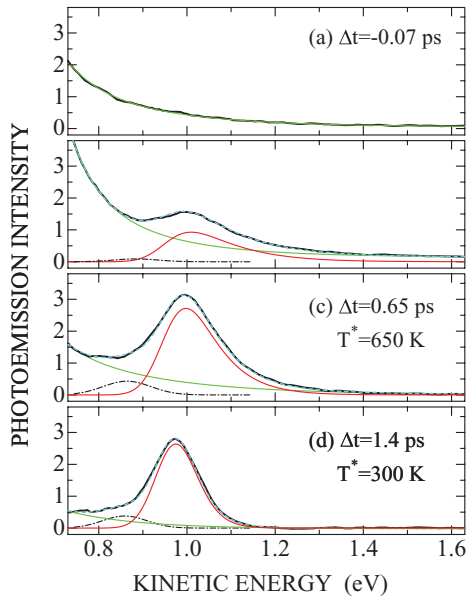 (a) Δt=-0.07 ps
3
2
1
0
3
2
1
0
(c) Δt=0.65 ps
T*=650 K
3
2
1
0
(d) Δt=1.4 ps
T*=300 K
3
2
1
0
0.8 1.0 1.2 1.4 1.6
KINETIC ENERGY (eV)
PHOTOEMISSION INTENSITY